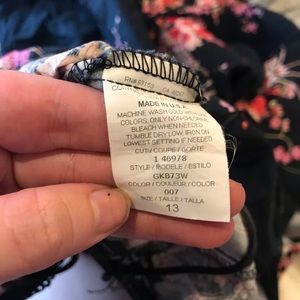 MADE IN U.S.A
MACHINE WASH COLD WITH LIKE
COLORS, ONLY NON-CHLORINE
BLEACH WHEN NEEDED
TUMBLE DRY LOW, IRON ON
LOWEST SETTING IF NEEDED
CUT# / COUPE / CORTE
1 46978
STYLE / MODELE / ESTILO
GKB73W
COLOR / COULEUR / COLOR
007
SIZE / TAILLE / TALLA
13